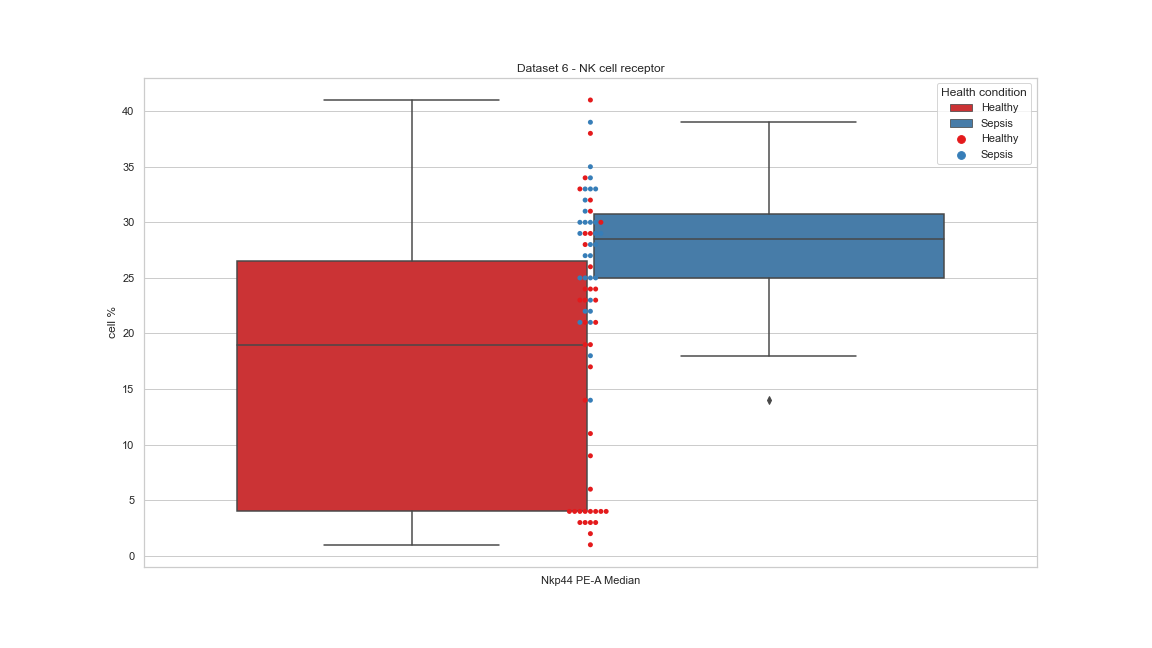 Dataset 6 - NK cell receptor
Health condition
Healthy
Sepsis
Healthy
Sepsis
40
35
30
25
20
15
10
5
0
cell %
Nkp44 PE-A Median